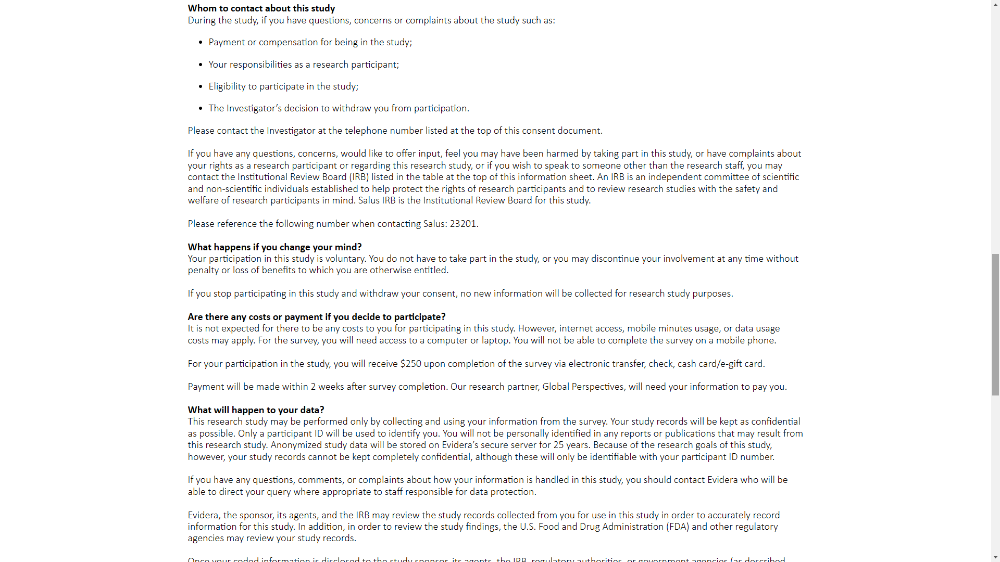 Whom to contact about this study
During the study, if you have questions, concerns or complaints about the study such as:
• Payment or compensation for being in the study;
• Your responsibilities as a research participant;
• Eligibility to participate in the study;
• The Investigator’s decision to withdraw you from participation.
Please contact the Investigator at the telephone number listed at the top of this consent document.
If you have any questions, concerns, would like to offer input, feel you may have been harmed by taking part in this study, or have complaints about
your rights as a research participant or regarding this research study, or if you wish to speak to someone other than the research staff, you may
contact the Institutional Review Board (IRB) listed in the table at the top of this information sheet. An IRB is an independent committee of scientific
and non-scientific individuals established to help protect the rights of research participants and to review research studies with the safety and
welfare of research participants in mind. Salus IRB is the Institutional Review Board for this study.
Please reference the following number when contacting Salus: 23201.
What happens if you change your mind?
Your participation in this study is voluntary. You do not have to take part in the study, or you may discontinue your involvement at any time without
penalty or loss of benefits to which you are otherwise entitled.
If you stop participating in this study and withdraw your consent, no new information will be collected for research study purposes.
Are there any costs or payment if you decide to participate?
It is not expected for there to be any costs to you for participating in this study. However, internet access, mobile minutes usage, or data usage
costs may apply. For the survey, you will need access to a computer or laptop. You will not be able to complete the survey on a mobile phone.
For your participation in the study, you will receive $250 upon completion of the survey via electronic transfer, check, cash card/e-gift card.
Payment will be made within 2 weeks after survey completion. Our research partner, Global Perspectives, will need your information to pay you.
What will happen to your data?
This research study may be performed only by collecting and using your information from the survey. Your study records will be kept as confidential
as possible. Only a participant ID will be used to identify you. You will not be personally identified in any reports or publications that may result from
this research study. Anonymized study data will be stored on Evidera’s secure server for 25 years. Because of the research goals of this study,
however, your study records cannot be kept completely confidential, although these will only be identifiable with your participant ID number.
If you have any questions, comments, or complaints about how your information is handled in this study, you should contact Evidera who will be
able to direct your query where appropriate to staff responsible for data protection.
Evidera, the sponsor, its agents, and the IRB may review the study records collected from you for use in this study in order to accurately record
information for this study. In addition, in order to review the study findings, the U.S. Food and Drug Administration (FDA) and other regulatory
agencies may review your study records.
Once your coded information is disclosed to the study sponsor, its agents, the IRB, regulatory authorities, or government agencies (as described